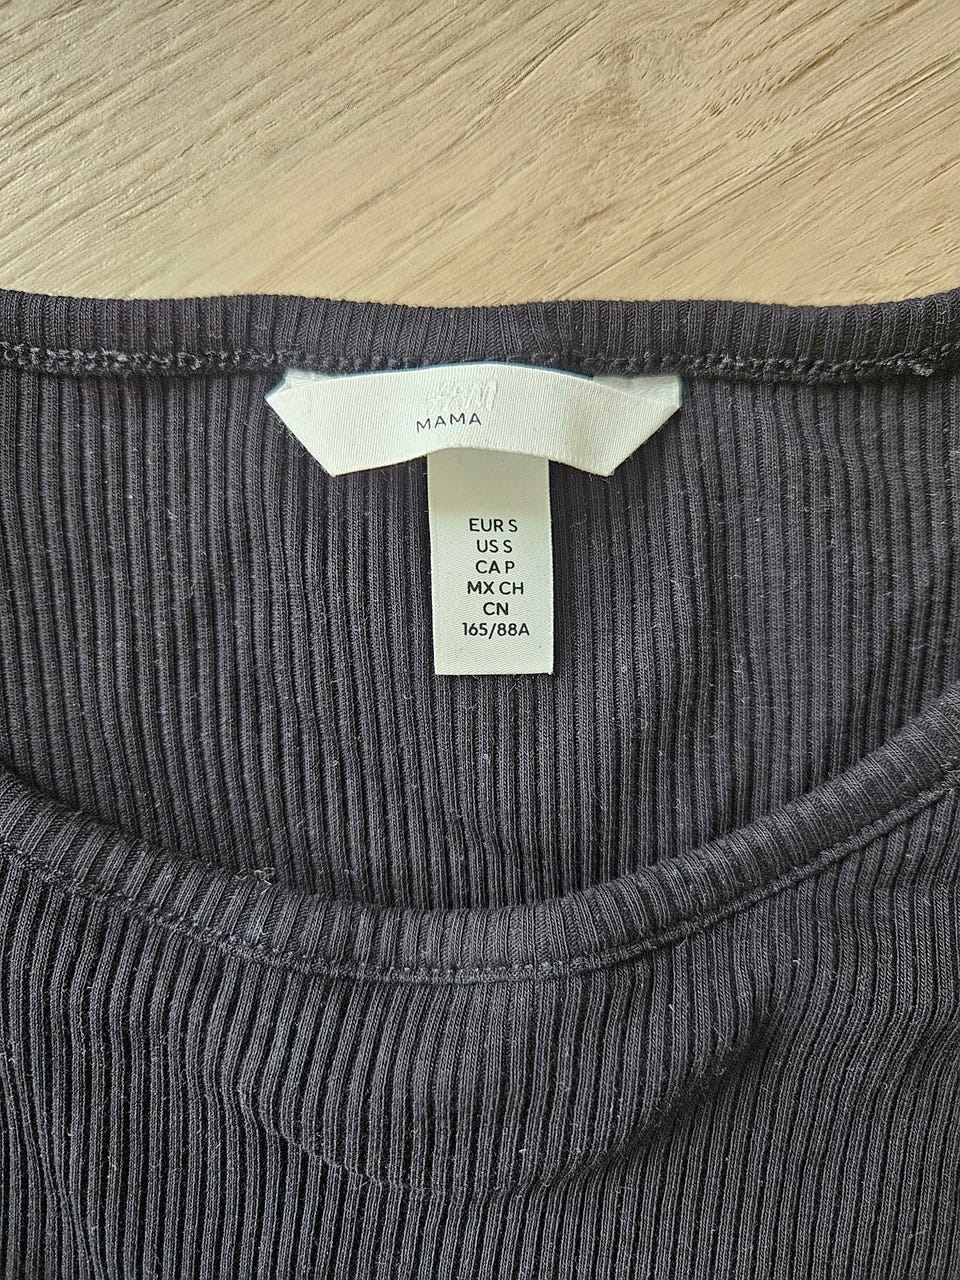 H&M
MAMA
EUR S
US S
CA P
MX CH
CN
165/88A